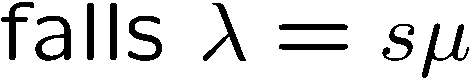 falls λ = sμ